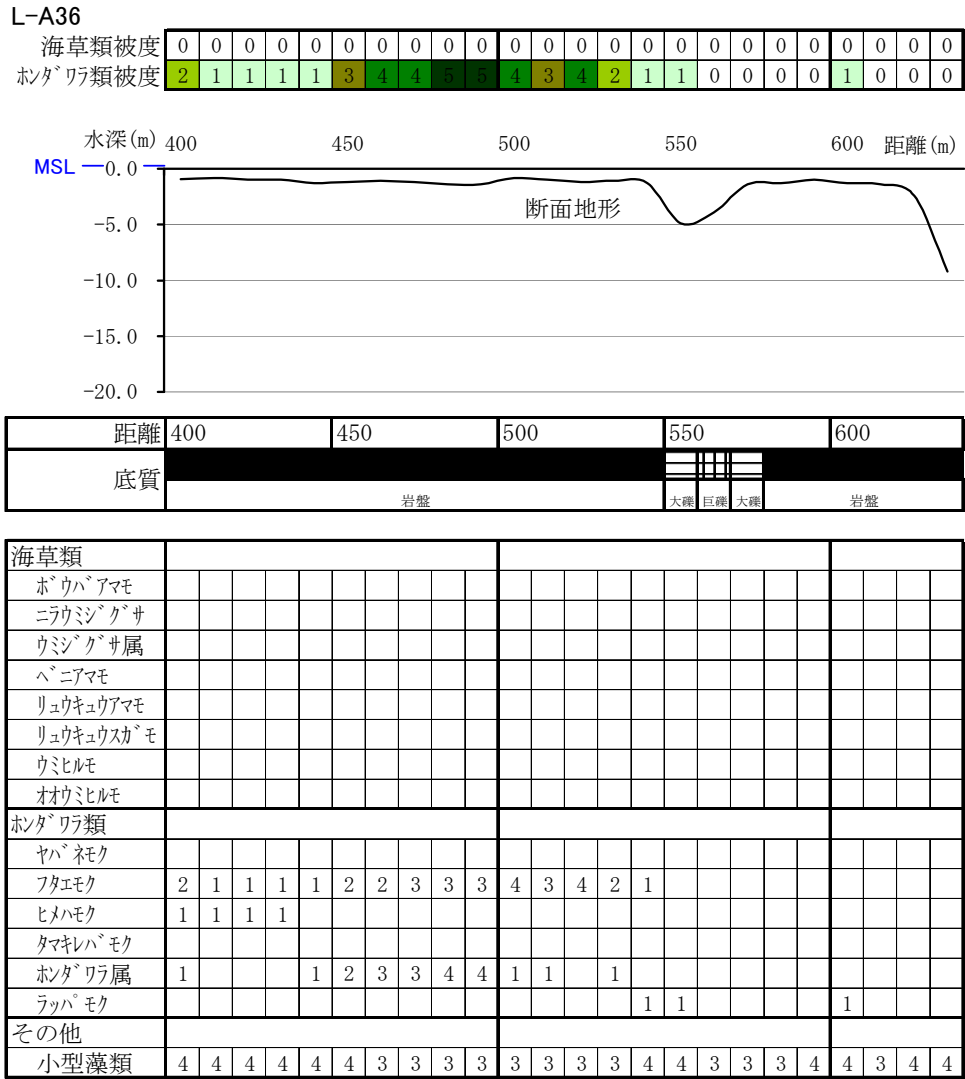 L-A36
海草類被度 0 0 0 0 0 0 0 0 0 0 0 0 0 0 0 0 0 0 0 0 0 0 0 0
ホンダワラ類被度 2 1 1 1 1 3 4 4 5 5 4 3 4 2 1 1 0 0 0 0 1 0 0 0
水深(m) 400 450 500 550 600 距離(m)
MSL 0.0
断面地形
-5.0
-10.0
-15.0
-20.0
距離 400 450 500 550 600
底質
岩盤 大礫 巨礫 大礫 岩盤
海草類
ボウバアマモ
ニラウミジグサ
ウミジグサ属
ベニアマモ
リュウキュウアマモ
リュウキュウスガモ
ウミヒルモ
オオウミヒルモ
ホンダワラ類
ヤバネモク
フタエモク 2 1 1 1 1 2 2 3 3 3 4 3 4 2 1
ヒメハモク 1 1 1 1
タマキレバモク
ホンダワラ属 1 1 2 3 3 4 4 1 1 1
ラッパモク 1 1 1
その他
小型藻類 4 4 4 4 4 4 3 3 3 3 3 3 3 3 4 4 3 3 3 4 4 3 4 4